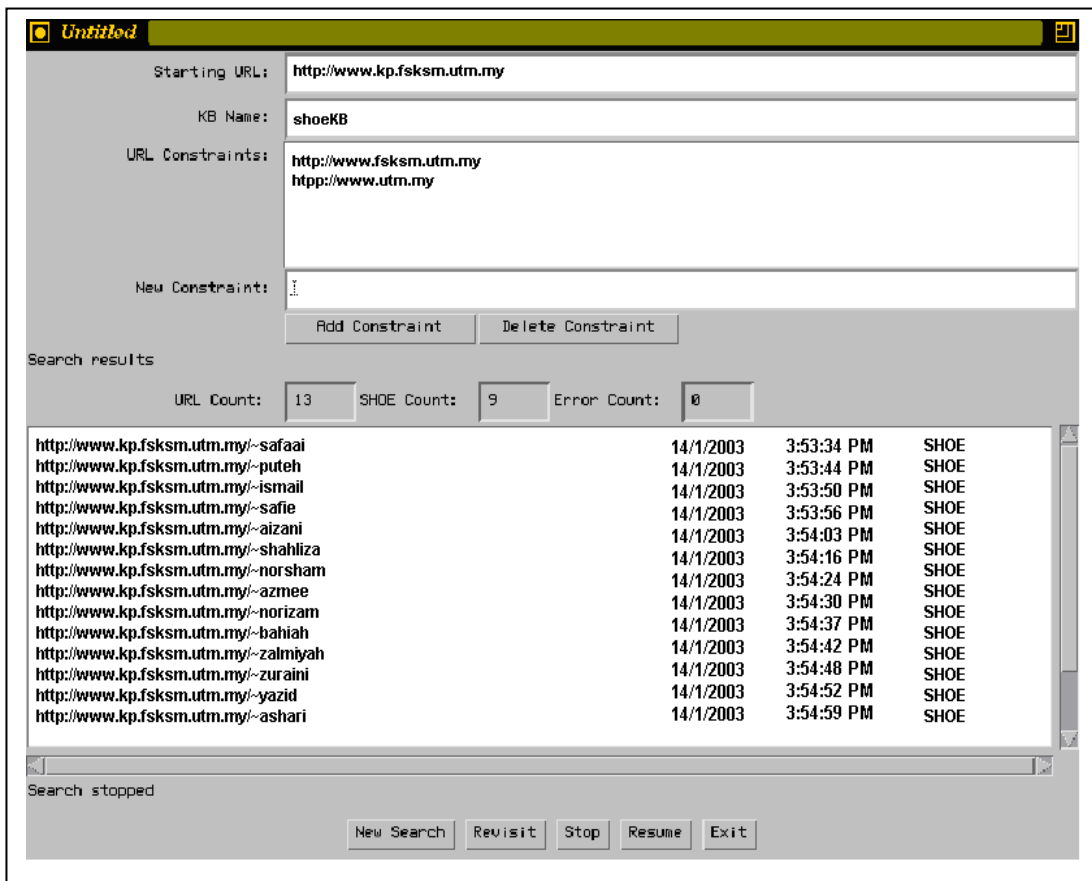 Untitled
Starting URL: http://www.kp.fsksm.utm.my
KB Name: shoeKB
URL Constraints: http://www.fsksm.utm.my
htpp://www.utm.my
New Constraint:
Add Constraint Delete Constraint
Search results
URL Count: 13 SHOE Count: 9 Error Count: 0
http://www.kp.fsksm.utm.my/~safaai 14/1/2003 3:53:34 PM SHOE
http://www.kp.fsksm.utm.my/~puteh 14/1/2003 3:53:44 PM SHOE
http://www.kp.fsksm.utm.my/~ismail 14/1/2003 3:53:50 PM SHOE
http://www.kp.fsksm.utm.my/~safie 14/1/2003 3:53:56 PM SHOE
http://www.kp.fsksm.utm.my/~aizani 14/1/2003 3:54:03 PM SHOE
http://www.kp.fsksm.utm.my/~shahliza 14/1/2003 3:54:16 PM SHOE
http://www.kp.fsksm.utm.my/~norsham SHOE
http://www.kp.fsksm.utm.my/~azmee 14/1/2003 3:54:24 PM SHOE
http://www.kp.fsksm.utm.my/~norizam 14/1/2003 3:54:30 PM SHOE
http://www.kp.fsksm.utm.my/~bahiah 14/1/2003 3:54:37 PM SHOE
http://www.kp.fsksm.utm.my/~zalmiyah 14/1/2003 3:54:42 PM SHOE
http://www.kp.fsksm.utm.my/~zuraini 14/1/2003 3:54:48 PM SHOE
http://www.kp.fsksm.utm.my/~yazid 14/1/2003 3:54:52 PM SHOE
http://www.kp.fsksm.utm.my/~ashari 14/1/2003 3:54:59 PM SHOE
Search stopped
New Search Revisit Stop Resume Exit